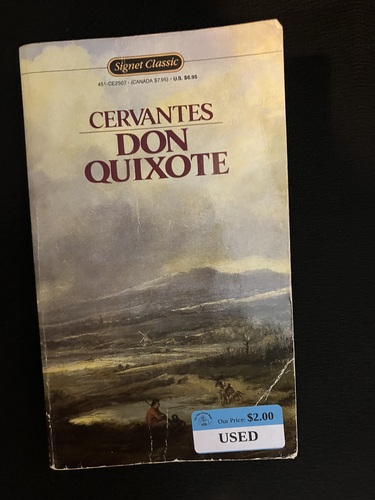 Signet Classic
451-CE2507 · (CANADA $7.95) · U.S. $6.95
CERVANTES
DON
QUIXOTE
Our Price: $2.00
USED